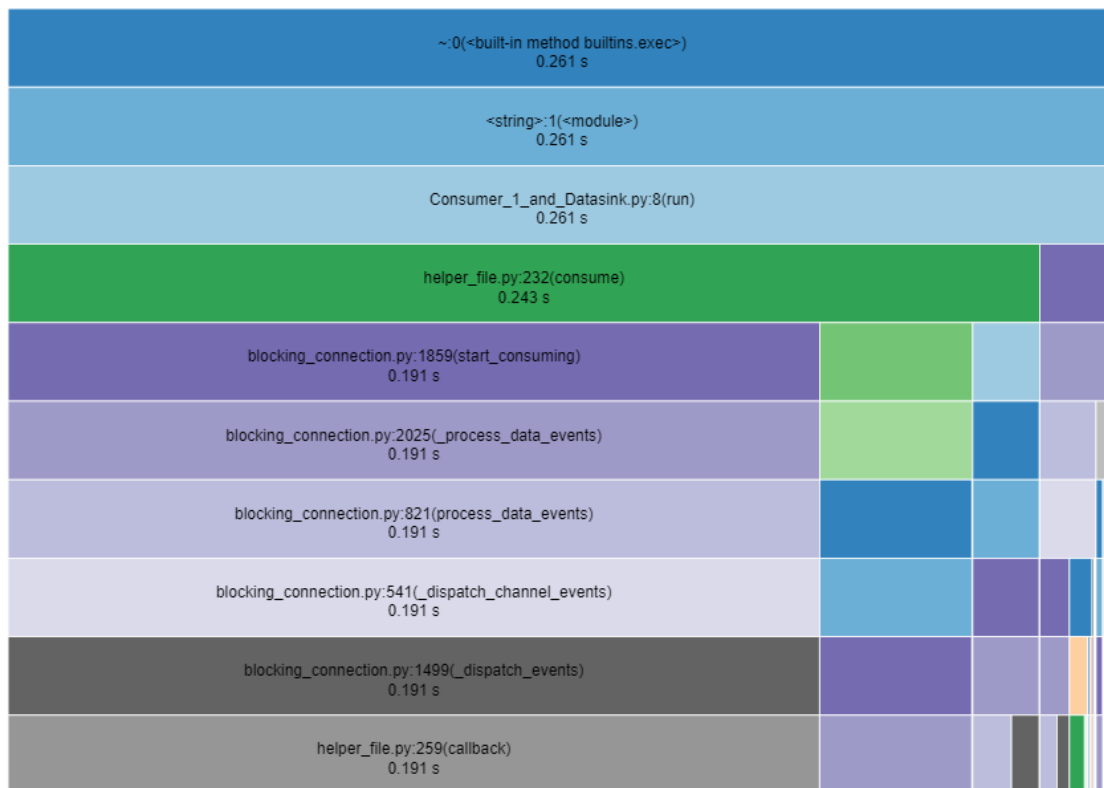 ~:0(<built-in method builtins.exec>)
0.261 s
<string>:1(<module>)
0.261 s
Consumer_1_and_Datasink.py:8(run)
0.261 s
helper_file.py:232(consume)
0.243 s
blocking_connection.py:1859(start_consuming)
0.191 s
blocking_connection.py:2025(_process_data_events)
0.191 s
blocking_connection.py:821(process_data_events)
0.191 s
blocking_connection.py:541(_dispatch_channel_events)
0.191 s
blocking_connection.py:1499(_dispatch_events)
0.191 s
helper_file.py:259(callback)
0.191 s